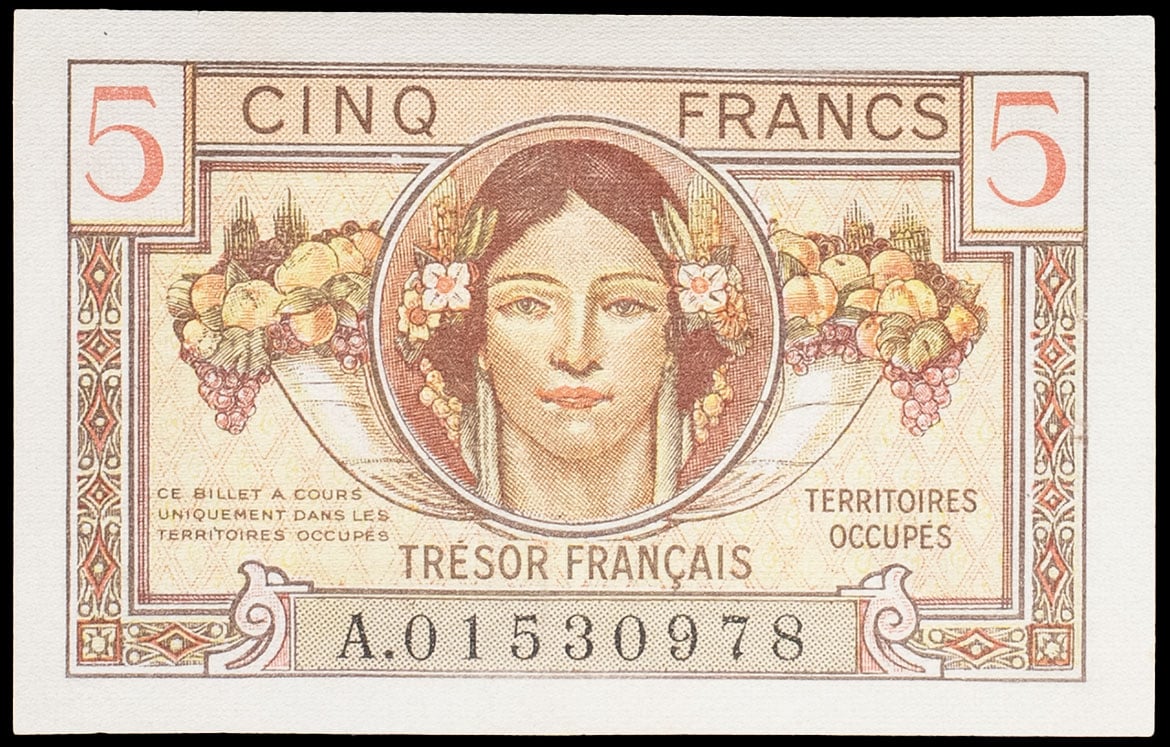 5 CINQ FRANCS 5
CE BILLET A COURS
UNIQUEMENT DANS LES
TERRITOIRES OCCUPÉS
TERRITOIRES
OCCUPÉS
TRÉSOR FRANÇAIS
A.01530978